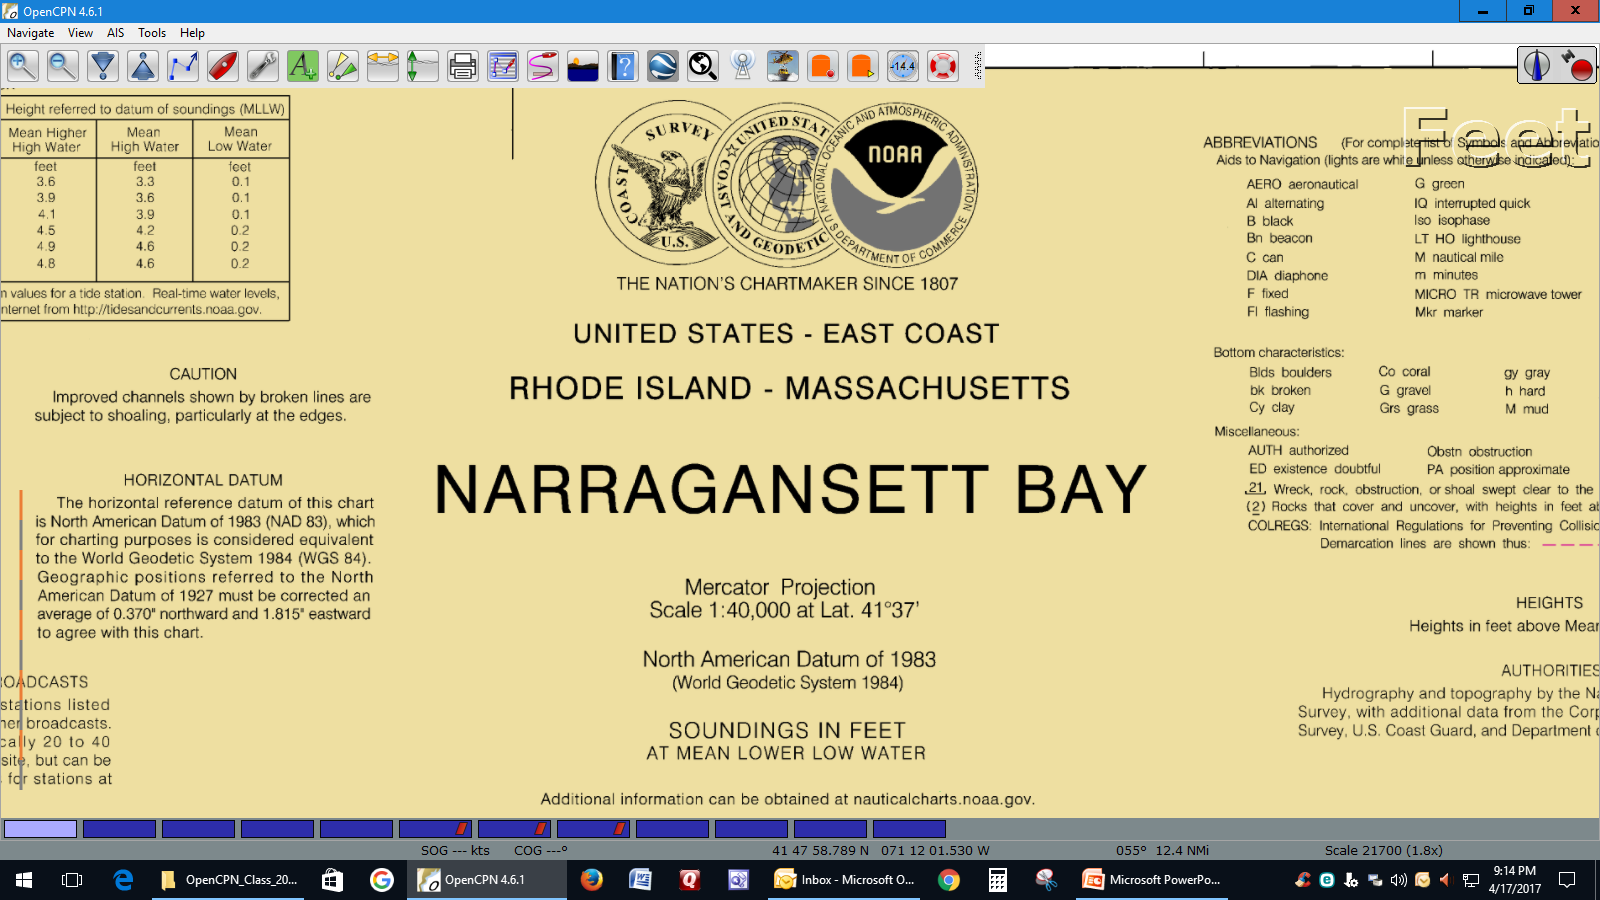 OpenCPN 4.6.1
Navigate View AIS Tools Help
-14.4
Height referred to datum of soundings (MLLW)
Mean Higher High Water
Mean High Water
Mean Low Water
feet feet feet
3.6 3.3 0.1
3.9 3.6 0.1
4.1 3.9 0.1
4.5 4.2 0.2
4.9 4.6 0.2
4.8 4.6 0.2
values for a tide station. Real-time water levels,
from http://tidesandcurrents.noaa.gov.
CAUTION
Improved channels shown by broken lines are
subject to shoaling, particularly at the edges.
HORIZONTAL DATUM
The horizontal reference datum of this chart
is North American Datum of 1983 (NAD 83), which
for charting purposes is considered equivalent
to the World Geodetic System 1984 (WGS 84).
Geographic positions referred to the North
American Datum of 1927 must be corrected an
average of 0.370" northward and 1.815" eastward
to agree with this chart.
OADCASTS
stations listed
her broadcasts.
cally 20 to 40
site, but can be
for stations at
COAST SURVEY U.S.
UNITED STAT COAST AND GEODETIC
NATIONAL OCEANIC AND ATMOSPHERIC ADMINISTRATION
NOAA
U.S. DEPARTMENT OF COMMERCE
THE NATION'S CHARTMAKER SINCE 1807
UNITED STATES - EAST COAST
RHODE ISLAND - MASSACHUSETTS
NARRAGANSETT BAY
Mercator Projection
Scale 1:40,000 at Lat. 41°37'
North American Datum of 1983
(World Geodetic System 1984)
SOUNDINGS IN FEET
AT MEAN LOWER LOW WATER
Additional information can be obtained at nauticalcharts.noaa.gov.
Feet
ABBREVIATIONS (For complete list of Symbols and Abbreviatio
Aids to Navigation (lights are white unless otherwise indicated):
AERO aeronautical G green
Al alternating IQ interrupted quick
B black Iso isophase
Bn beacon LT HO lighthouse
C can M nautical mile
DIA diaphone m minutes
F fixed MICRO TR microwave tower
Fl flashing Mkr marker
Bottom characteristics:
Blds boulders Co coral gy gray
bk broken G gravel h hard
Cy clay Grs grass M mud
Miscellaneous:
AUTH authorized Obstn obstruction
ED existence doubtful PA position approximate
21 Wreck, rock, obstruction, or shoal swept clear to the
(2) Rocks that cover and uncover, with heights in feet ab
COLREGS: International Regulations for Preventing Collisio
Demarcation lines are shown thus:
HEIGHTS
Heights in feet above Mean
AUTHORITIES
Hydrography and topography by the Na
Survey, with additional data from the Corp
Survey, U.S. Coast Guard, and Department o
SOG --- kts COG ---° 41 47 58.789 N 071 12 01.530 W 055° 12.4 NMi Scale 21700 (1.8x)
OpenCPN_Class_20... OpenCPN 4.6.1 Inbox - Microsoft O... Microsoft PowerPo...
9:14 PM
4/17/2017